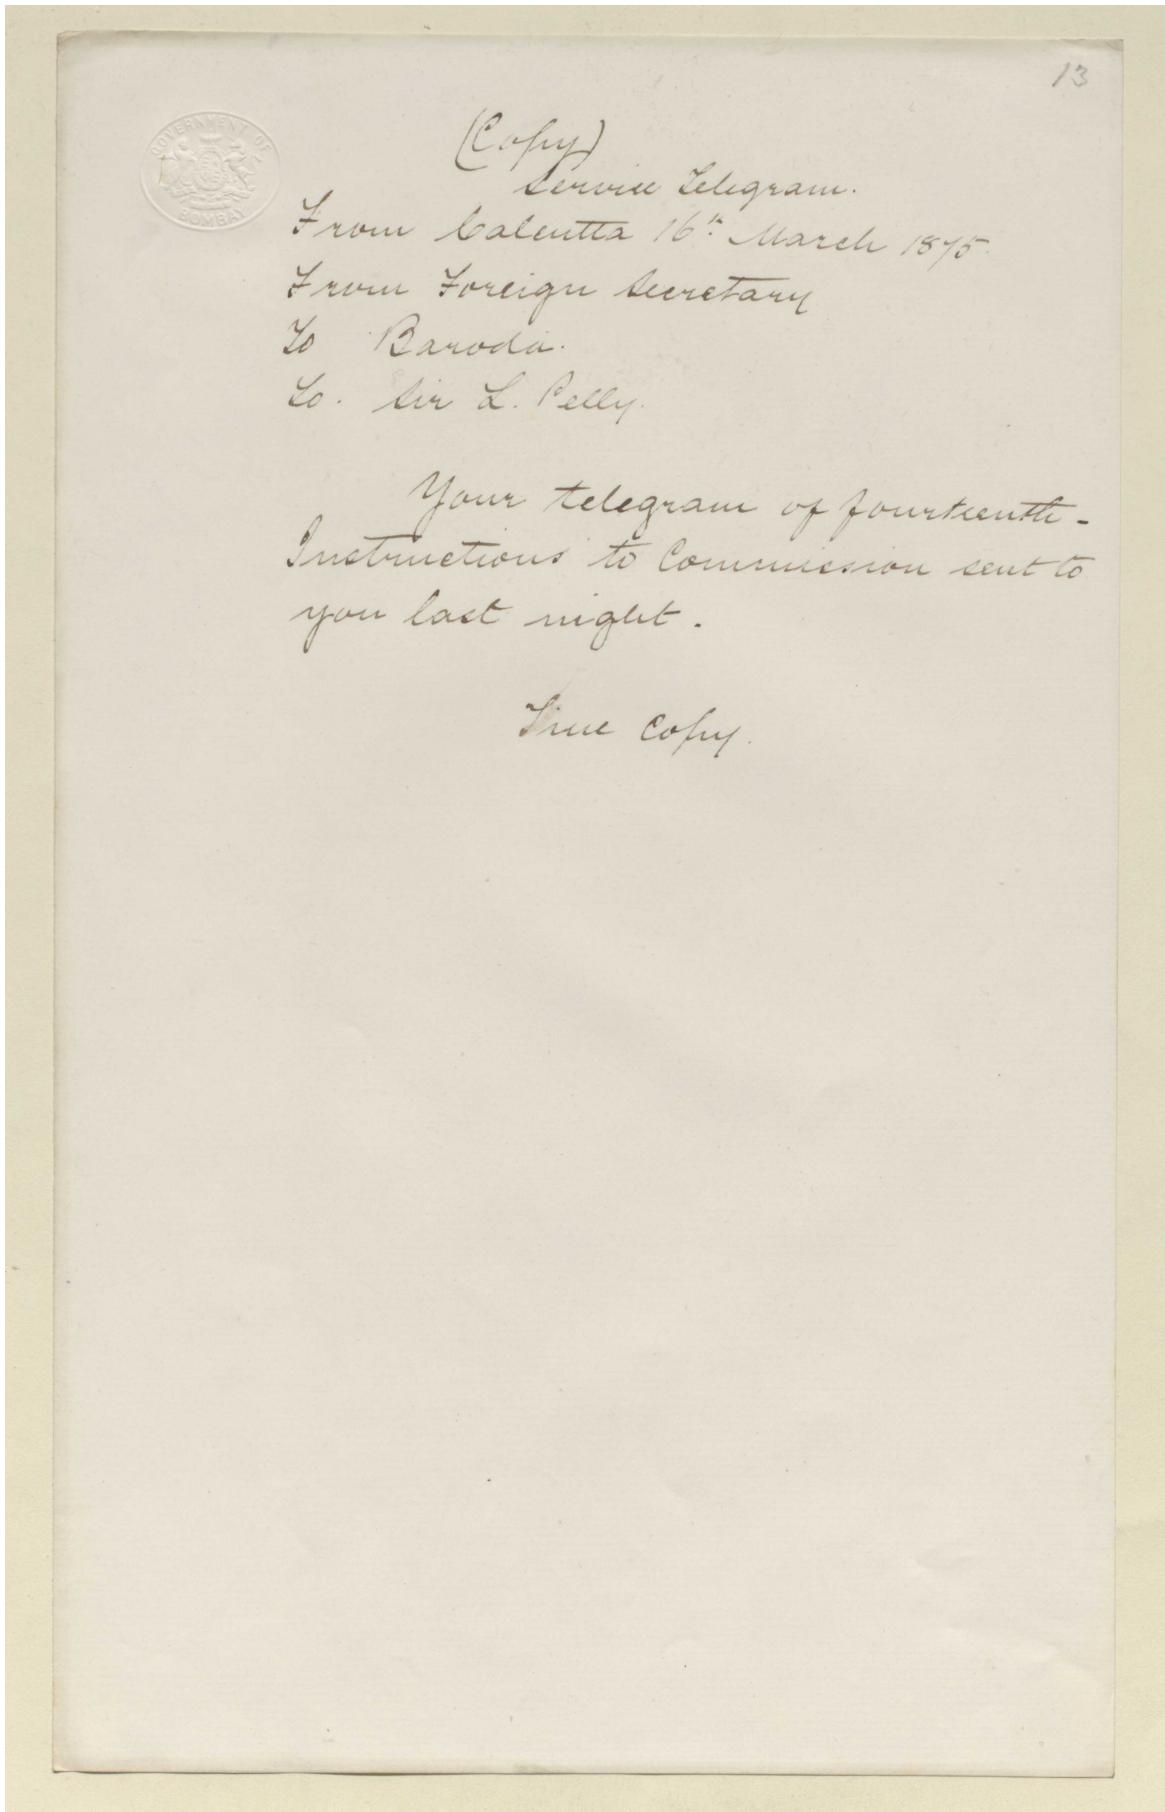 13
GOVERNMENT OF
BOMBAY
(Copy)
Service Telegram.
From Calcutta 16th March 1875.
From Foreign Secretary
To Baroda.
To. Sir L. Pelly.
Your telegram of fourteenth -
Instructions to Commission sent to
you last night.
True Copy.